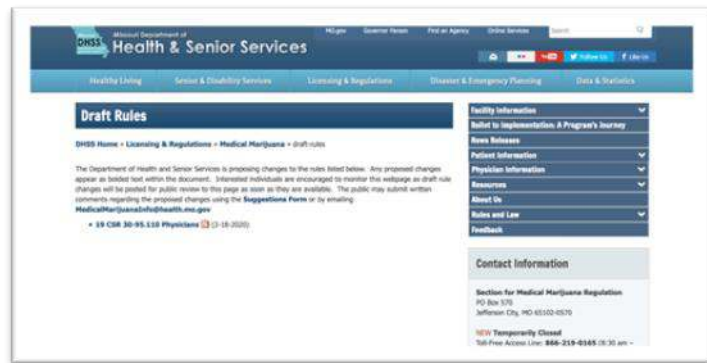 MO.gov Governor Parson Find an Agency Online Services Search
Missouri Department of
DHSS Health & Senior Services
YouTube Follow Us Like Us
Healthy Living Senior & Disability Services Licensing & Regulations Disaster & Emergency Planning Data & Statistics
Draft Rules
DHSS Home » Licensing & Regulations » Medical Marijuana » draft-rules
The Department of Health and Senior Services is proposing changes to the rules listed below. Any proposed changes
appear as bolded text within the document. Interested individuals are encouraged to monitor this webpage as draft rule
changes will be posted for public review to this page as soon as they are available. The public may submit written
comments regarding the proposed changes using the Suggestions Form or by emailing
MedicalMarijuanaInfo@health.mo.gov
• 19 CSR 30-95.110 Physicians (3-18-2020)
Facility Information
Ballot to Implementation: A Program's Journey
News Releases
Patient Information
Physician Information
Resources
About Us
Rules and Law
Feedback
Contact Information
Section for Medical Marijuana Regulation
PO Box 570
Jefferson City, MO 65102-0570
NEW Temporarily Closed
Toll-Free Access Line: 866-219-0165 (8:30 am –